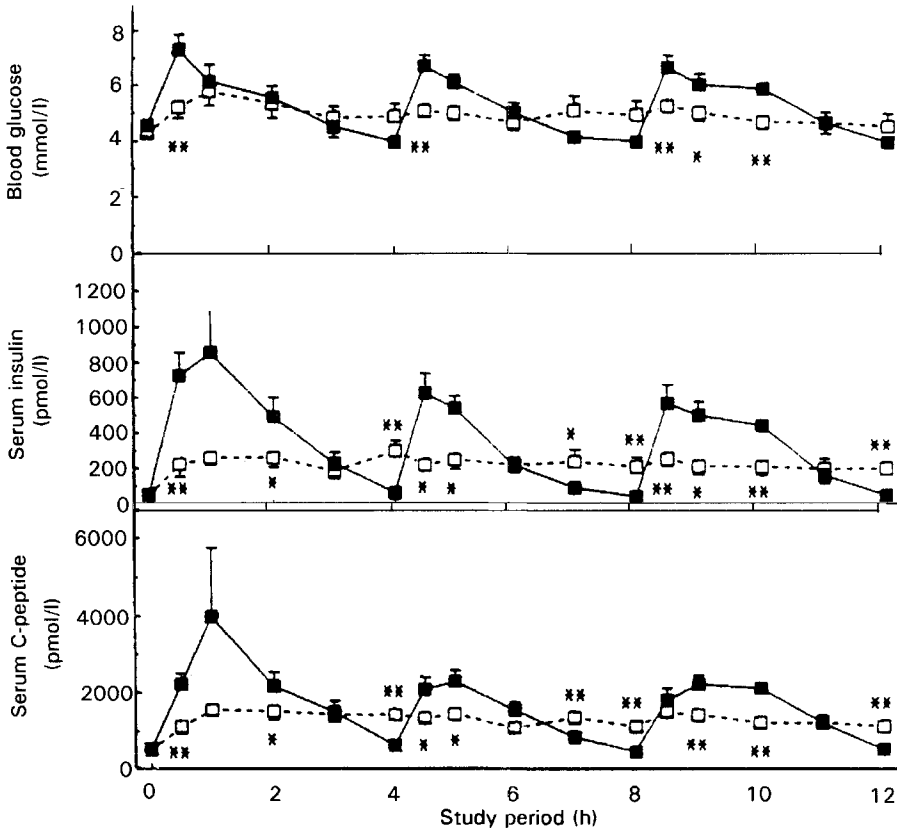 Blood glucose
(mmol/l)
8
6
4
2
0
** ** ** * **
Serum insulin
(pmol/l)
1200
1000
800
600
400
200
0
** * ** **
** * * * ** * **
Serum C-peptide
(pmol/l)
6000
4000
2000
0
** ** ** **
** * * * ** **
0 2 4 6 8 10 12
Study period (h)